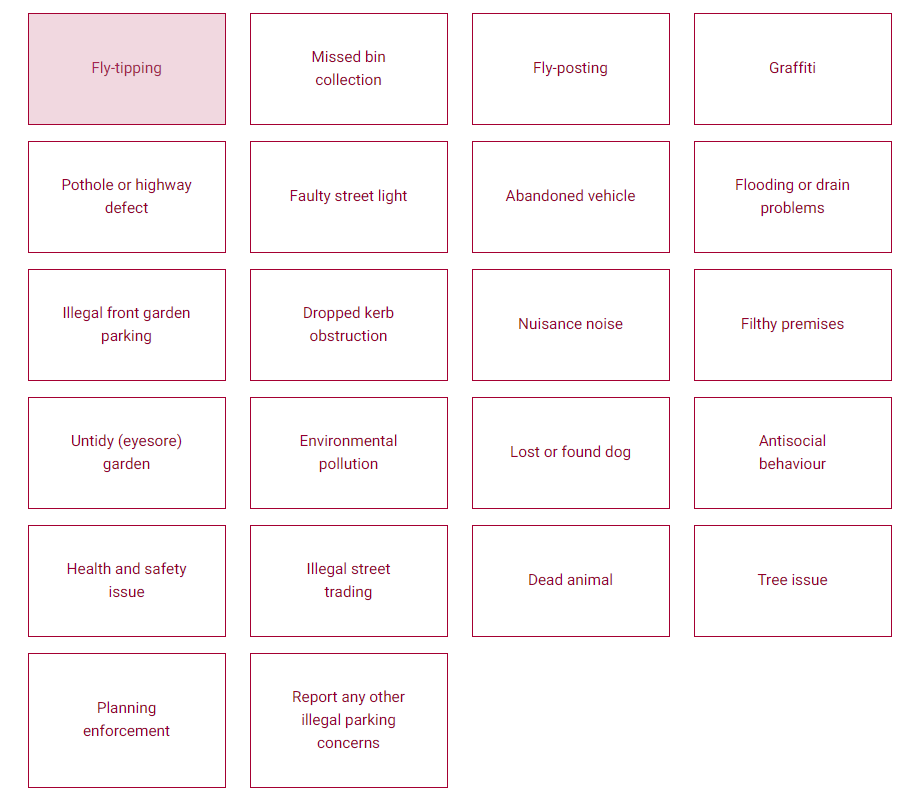 Fly-tipping
Missed bin
collection
Fly-posting
Graffiti
Pothole or highway
defect
Faulty street light
Abandoned vehicle
Flooding or drain
problems
Illegal front garden
parking
Dropped kerb
obstruction
Nuisance noise
Filthy premises
Untidy (eyesore)
garden
Environmental
pollution
Lost or found dog
Antisocial
behaviour
Health and safety
issue
Illegal street
trading
Dead animal
Tree issue
Planning
enforcement
Report any other
illegal parking
concerns